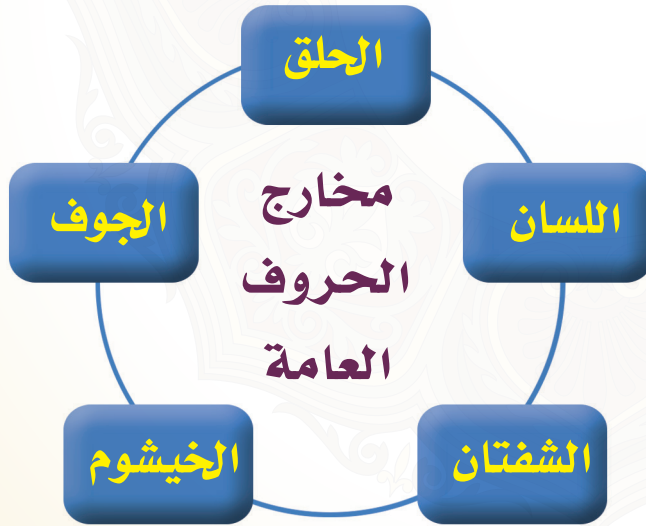 الحلق
اللسان
الشفتان
الخيشوم
الجوف
مخارج
الحروف
العامة